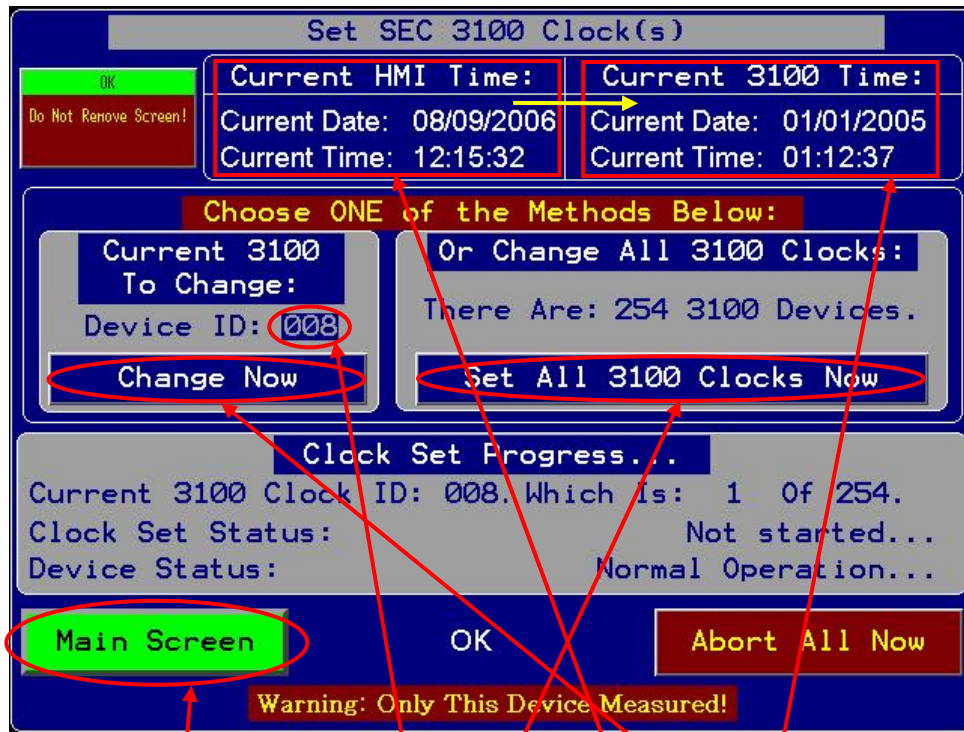 Set SEC 3100 Clock(s)
OK
Do Not Remove Screen!
Current HMI Time:
Current Date: 08/09/2006
Current Time: 12:15:32
Current 3100 Time:
Current Date: 01/01/2005
Current Time: 01:12:37
Choose ONE of the Methods Below:
Current 3100
To Change:
Device ID: 008
Change Now
Or Change All 3100 Clocks:
There Are: 254 3100 Devices.
Set All 3100 Clocks Now
Clock Set Progress...
Current 3100 Clock ID: 008. Which Is: 1 Of 254.
Clock Set Status: Not started...
Device Status: Normal Operation...
Main Screen
OK
Abort All Now
Warning: Only This Device Measured!